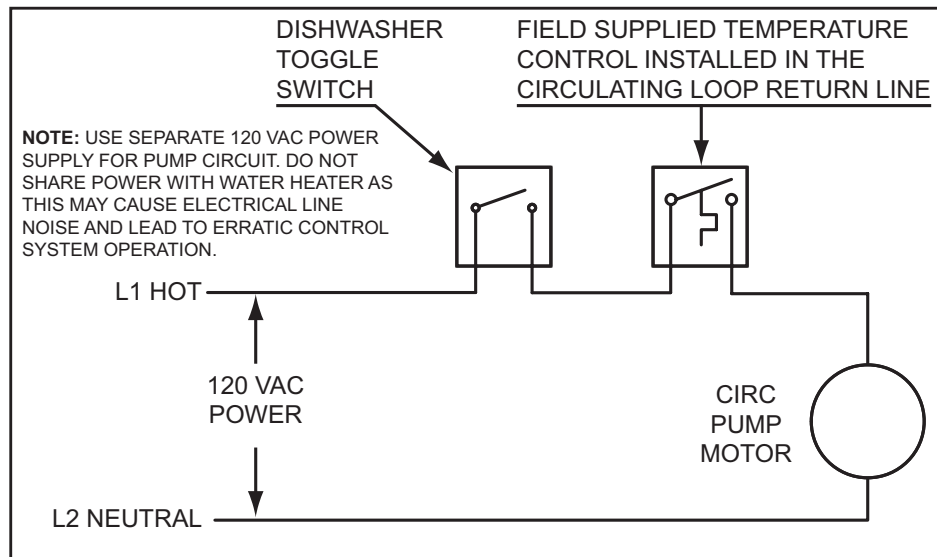 DISHWASHER
TOGGLE
SWITCH
FIELD SUPPLIED TEMPERATURE
CONTROL INSTALLED IN THE
CIRCULATING LOOP RETURN LINE
NOTE: USE SEPARATE 120 VAC POWER
SUPPLY FOR PUMP CIRCUIT. DO NOT
SHARE POWER WITH WATER HEATER AS
THIS MAY CAUSE ELECTRICAL LINE
NOISE AND LEAD TO ERRATIC CONTROL
SYSTEM OPERATION.
L1 HOT
120 VAC
POWER
CIRC
PUMP
MOTOR
L2 NEUTRAL